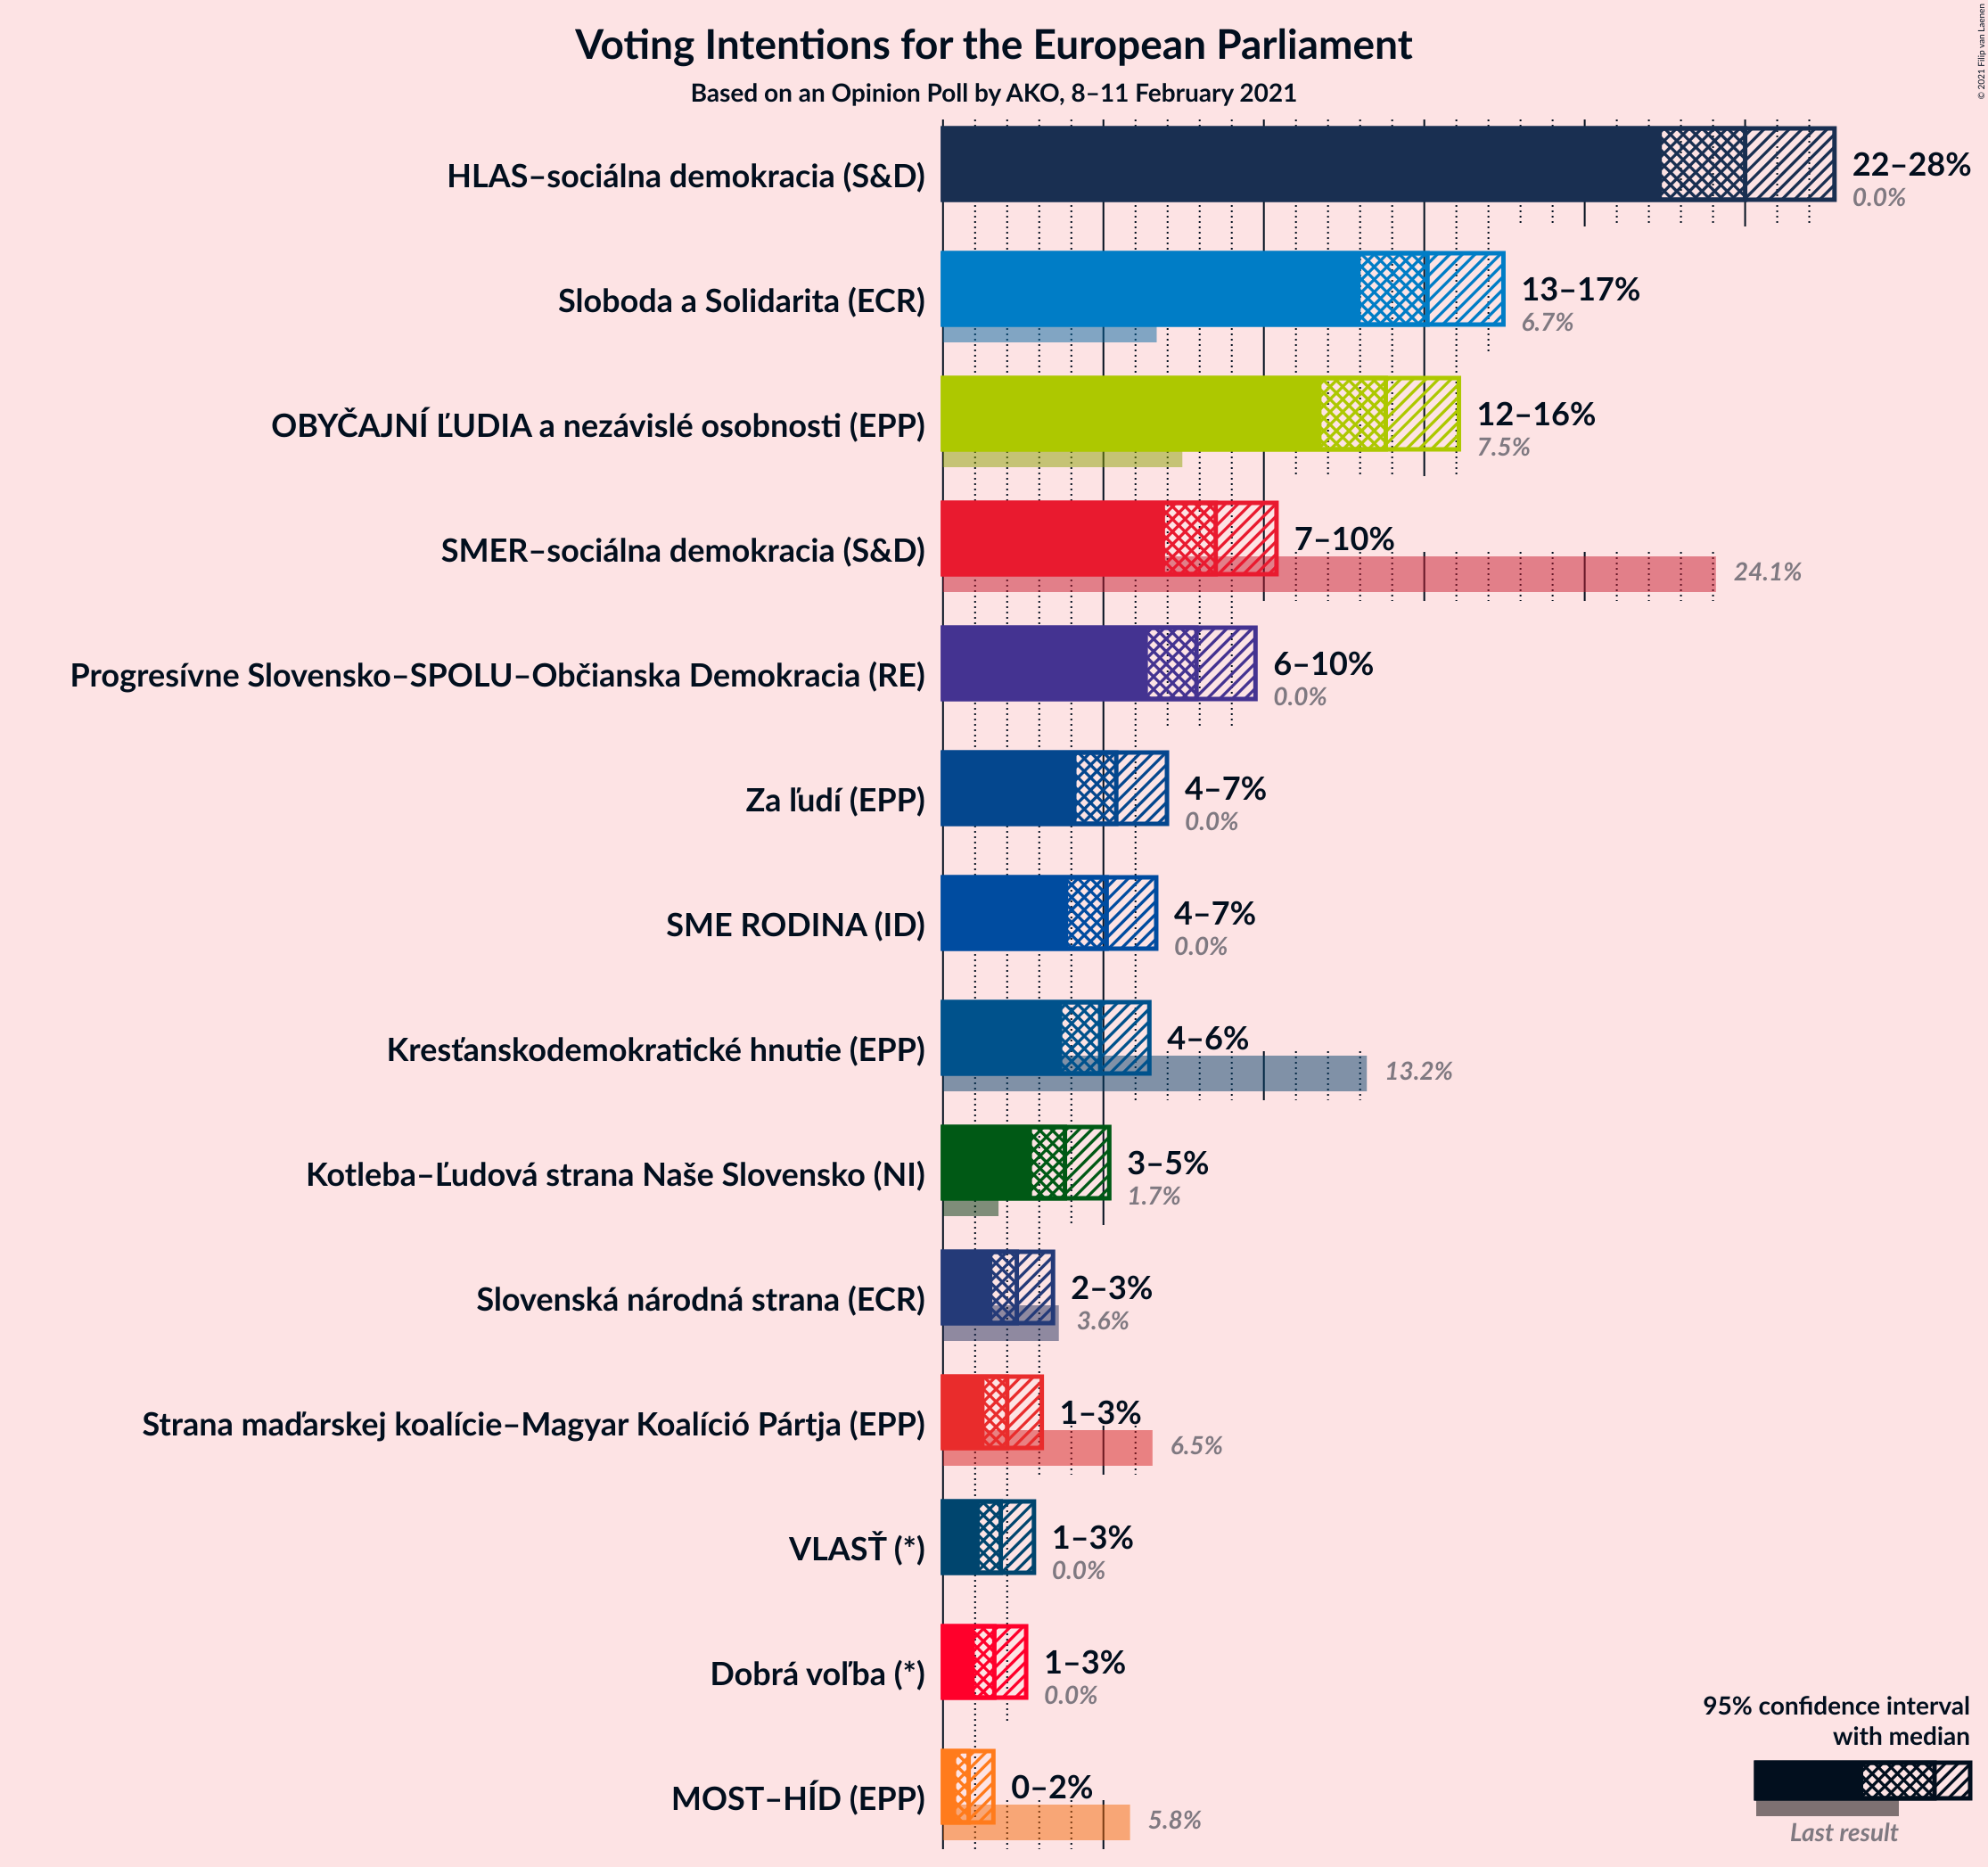 Voting Intentions for the European Parliament
Based on an Opinion Poll by AKO, 8–11 February 2021
© 2021 Filip van Laenen
HLAS–sociálna demokracia (S&D)
22–28%
0.0%
Sloboda a Solidarita (ECR)
13–17%
6.7%
OBYČAJNÍ ĽUDIA a nezávislé osobnosti (EPP)
12–16%
7.5%
SMER–sociálna demokracia (S&D)
7–10%
24.1%
Progresívne Slovensko–SPOLU–Občianska Demokracia (RE)
6–10%
0.0%
Za ľudí (EPP)
4–7%
0.0%
SME RODINA (ID)
4–7%
0.0%
Kresťanskodemokratické hnutie (EPP)
4–6%
13.2%
Kotleba–Ľudová strana Naše Slovensko (NI)
3–5%
1.7%
Slovenská národná strana (ECR)
2–3%
3.6%
Strana maďarskej koalície–Magyar Koalíció Pártja (EPP)
1–3%
6.5%
VLASŤ (*)
1–3%
0.0%
Dobrá voľba (*)
1–3%
0.0%
MOST–HÍD (EPP)
0–2%
5.8%
95% confidence interval
with median
Last result